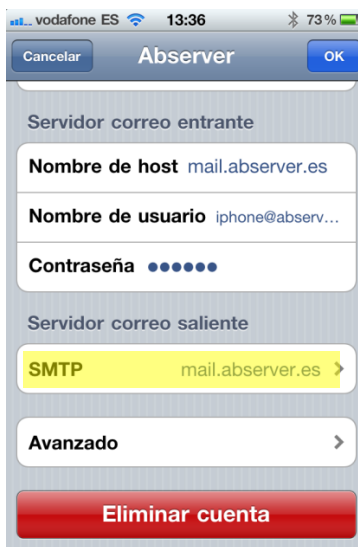 vodafone ES 13:36 73 %
Cancelar Abserver OK
Servidor correo entrante
Nombre de host mail.abserver.es
Nombre de usuario iphone@abserv...
Contraseña ●●●●●●
Servidor correo saliente
SMTP mail.abserver.es
Avanzado
Eliminar cuenta